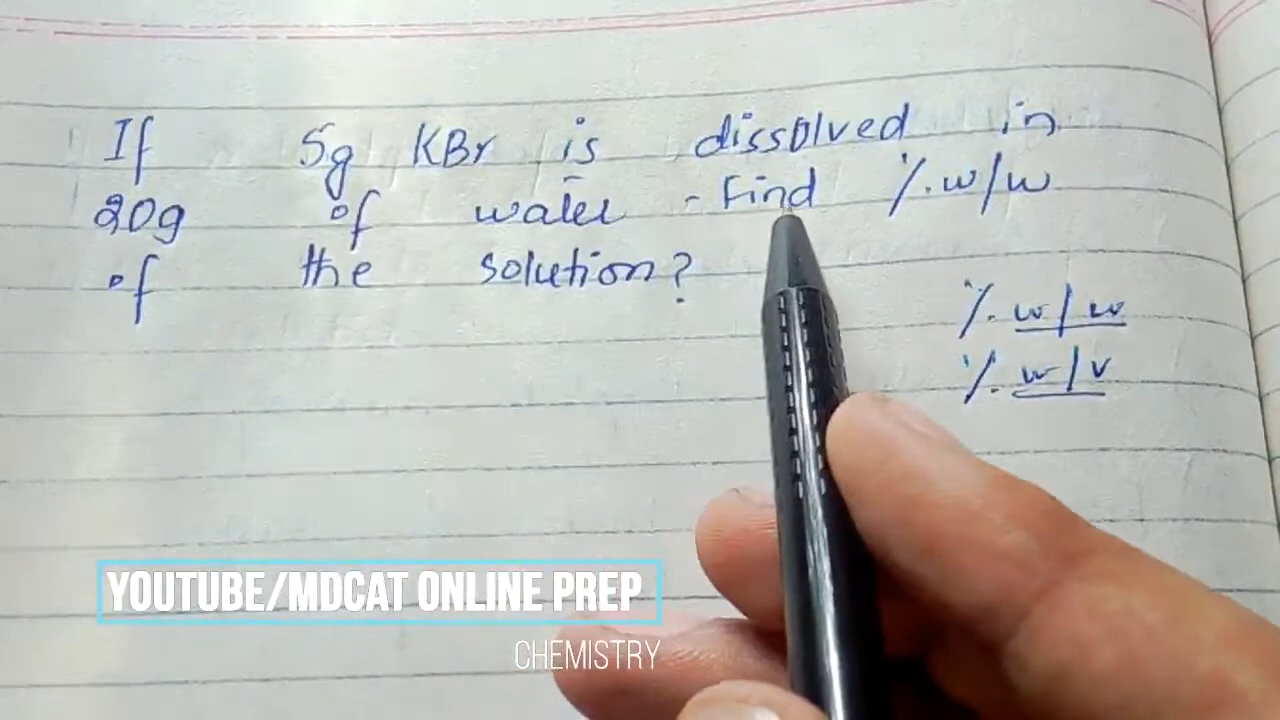 If 5g KBr is dissolved in
20g of water - Find % w/w
of the solution?
% w/w
% w/v
YOUTUBE/MDCAT ONLINE PREP
CHEMISTRY